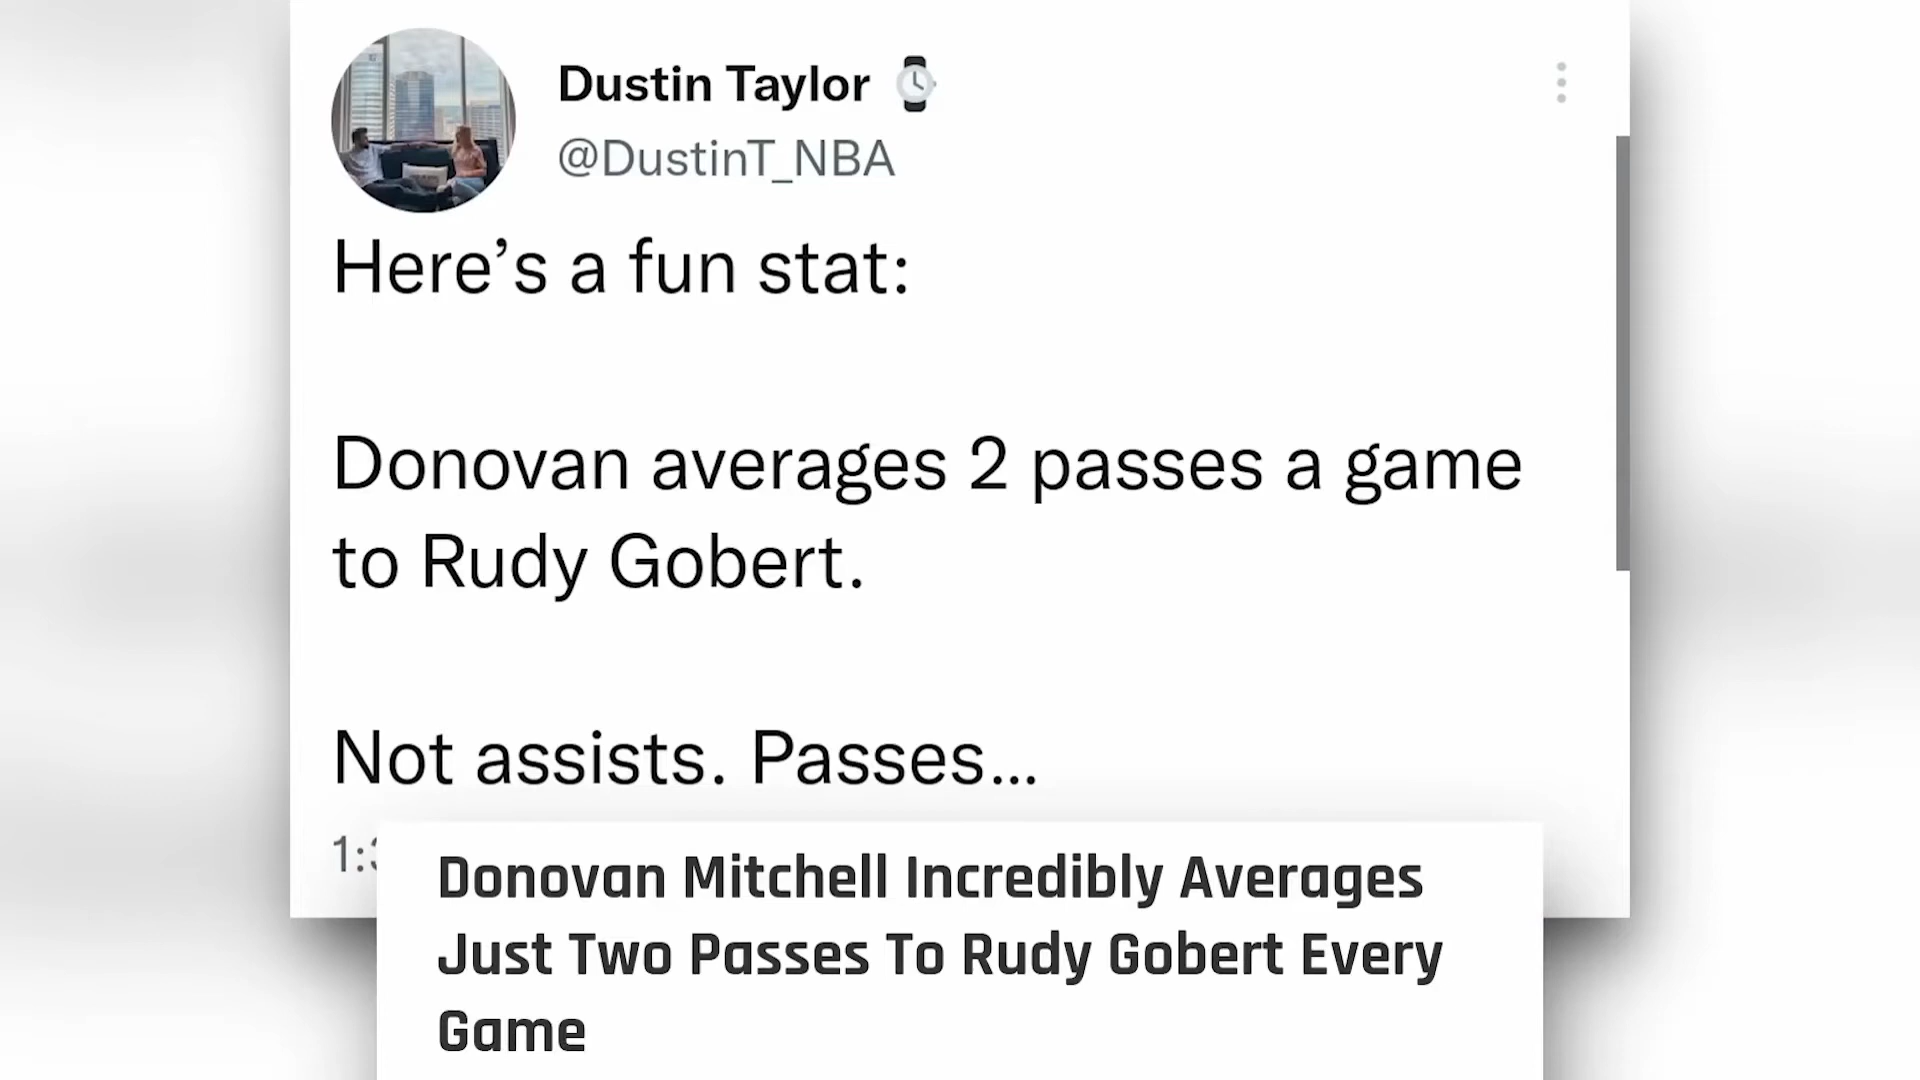 Dustin Taylor
@DustinT_NBA
Here’s a fun stat:
Donovan averages 2 passes a game
to Rudy Gobert.
Not assists. Passes...
Donovan Mitchell Incredibly Averages
Just Two Passes To Rudy Gobert Every
Game